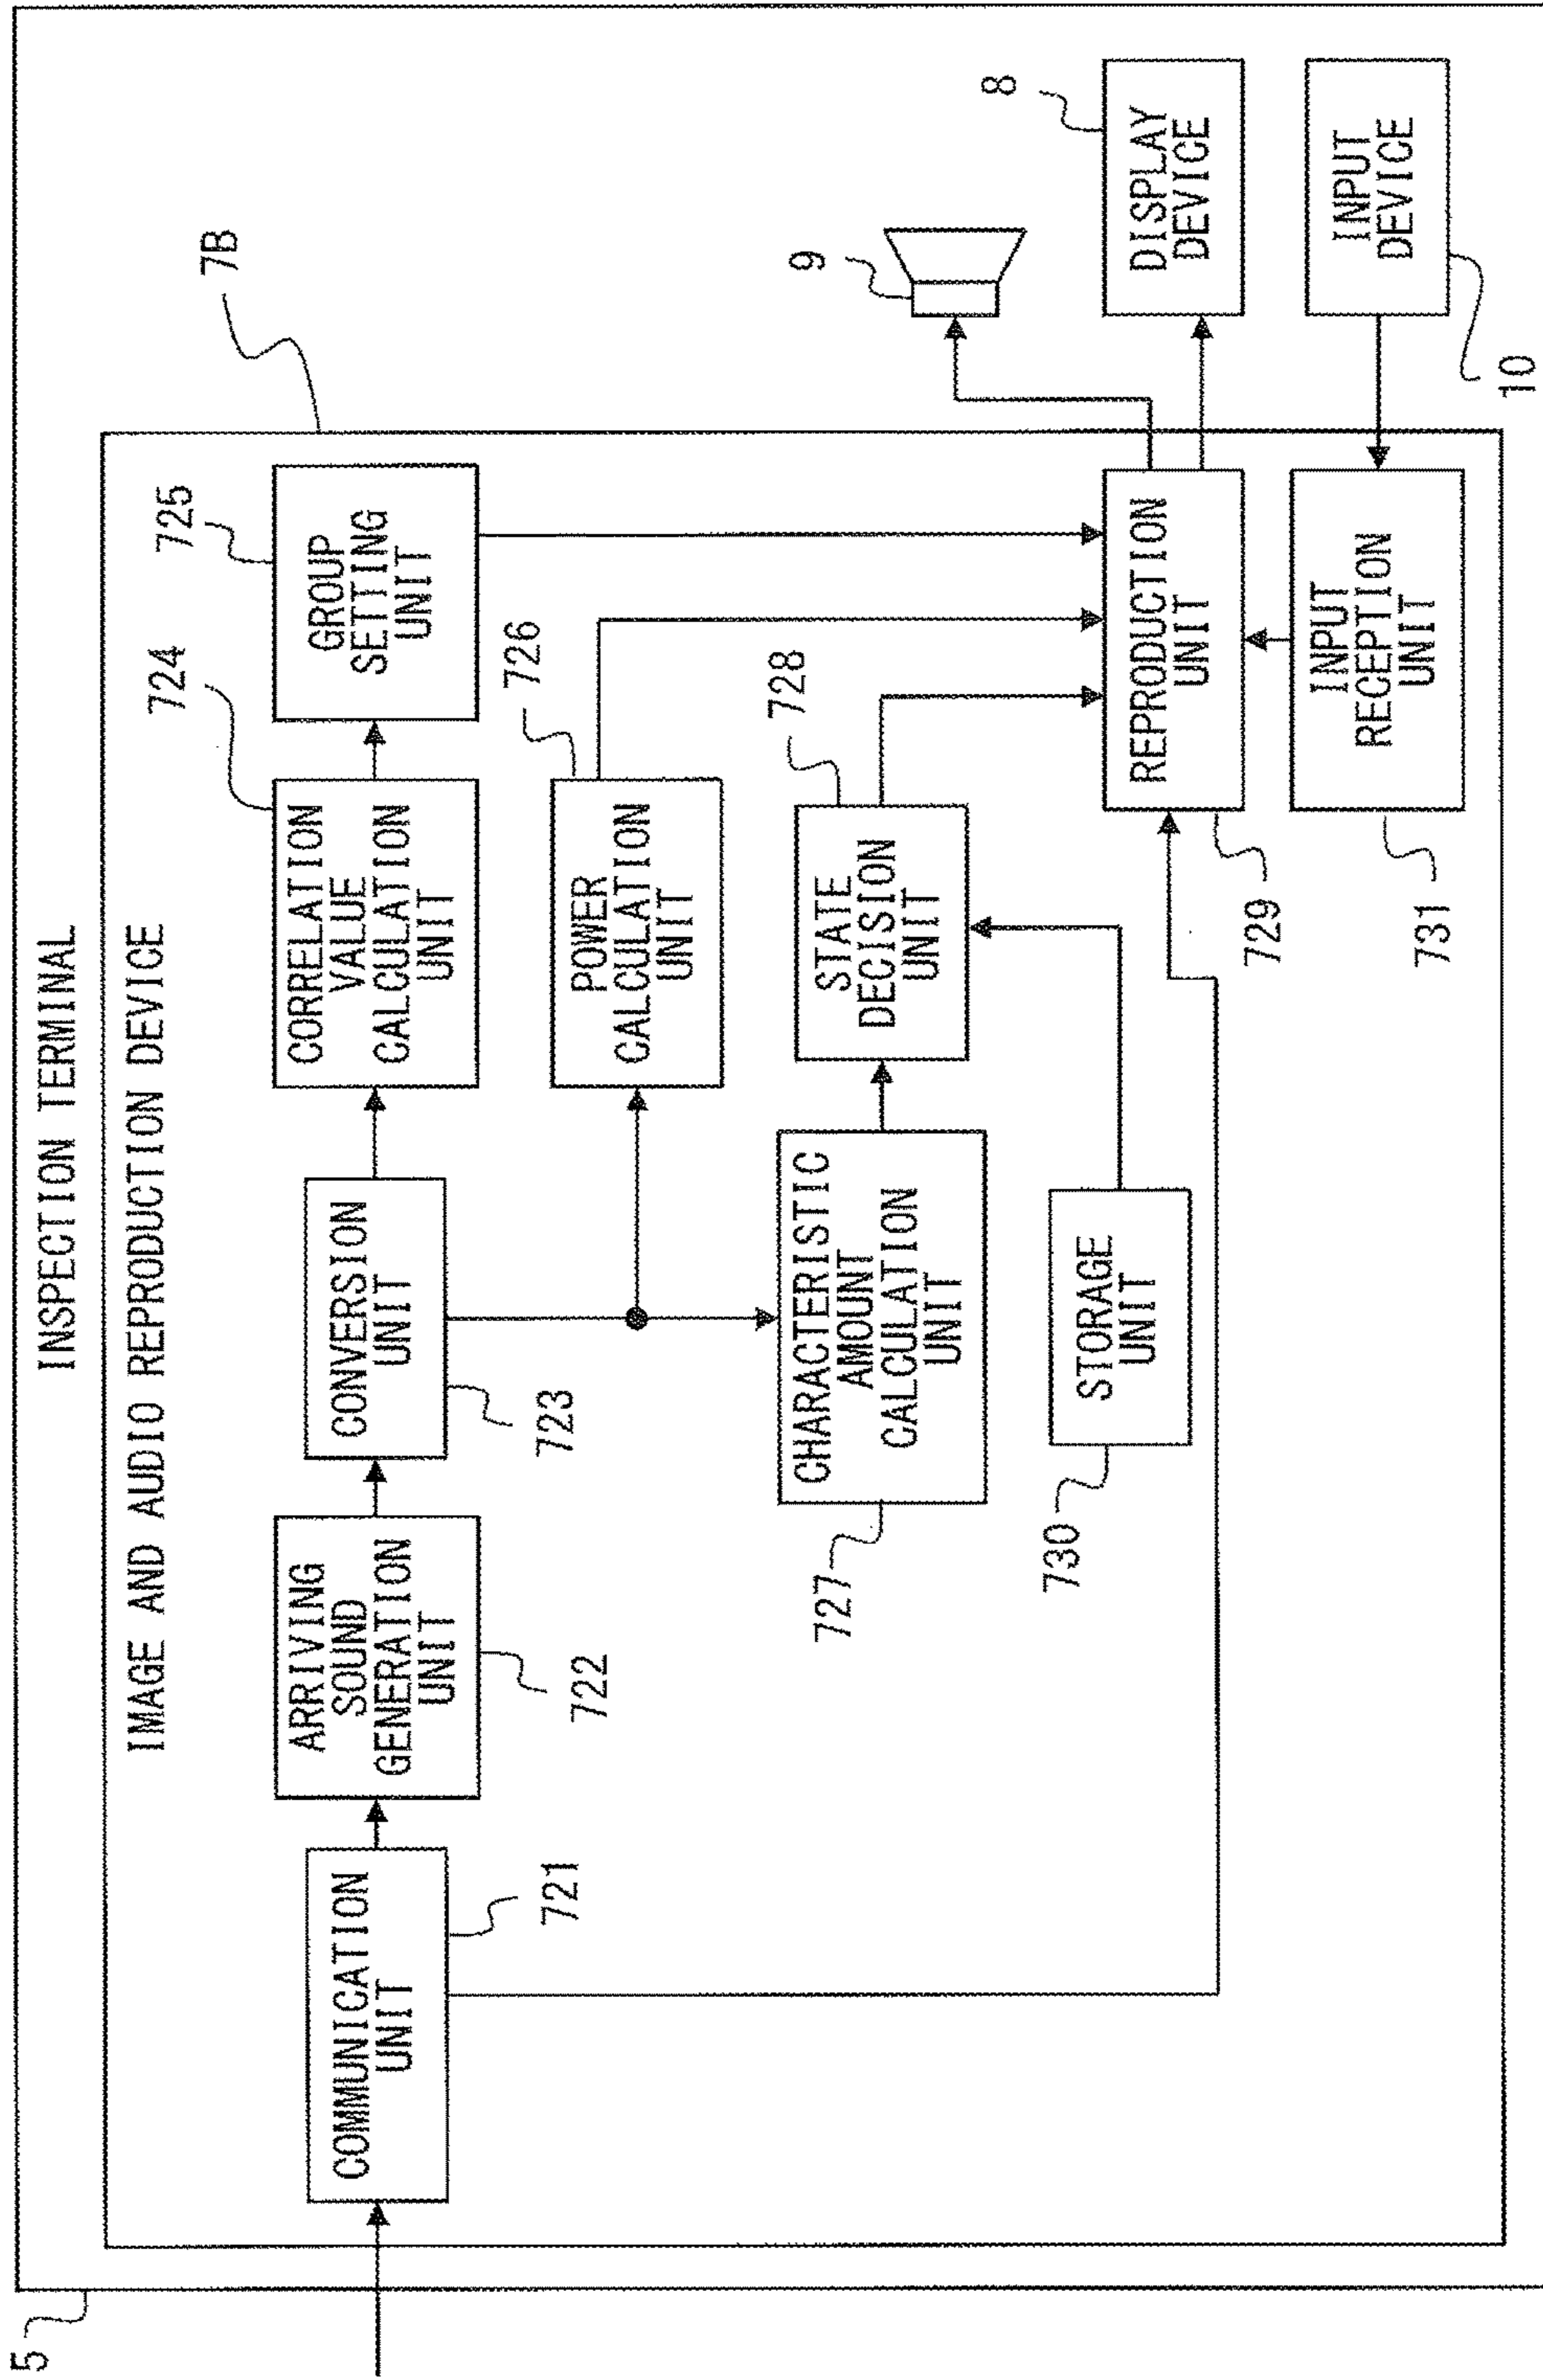 5
INSPECTION TERMINAL
IMAGE AND AUDIO REPRODUCTION DEVICE
7B
COMMUNICATION
UNIT
721
ARRIVING
SOUND
GENERATION
UNIT
722
CONVERSION
UNIT
723
CORRELATION
VALUE
CALCULATION
UNIT
724
GROUP
SETTING
UNIT
725
POWER
CALCULATION
UNIT
726
CHARACTERISTIC
AMOUNT
CALCULATION
UNIT
727
STATE
DECISION
UNIT
728
STORAGE
UNIT
730
REPRODUCTION
UNIT
729
INPUT
RECEPTION
UNIT
731
9
8
DISPLAY
DEVICE
INPUT
DEVICE
10